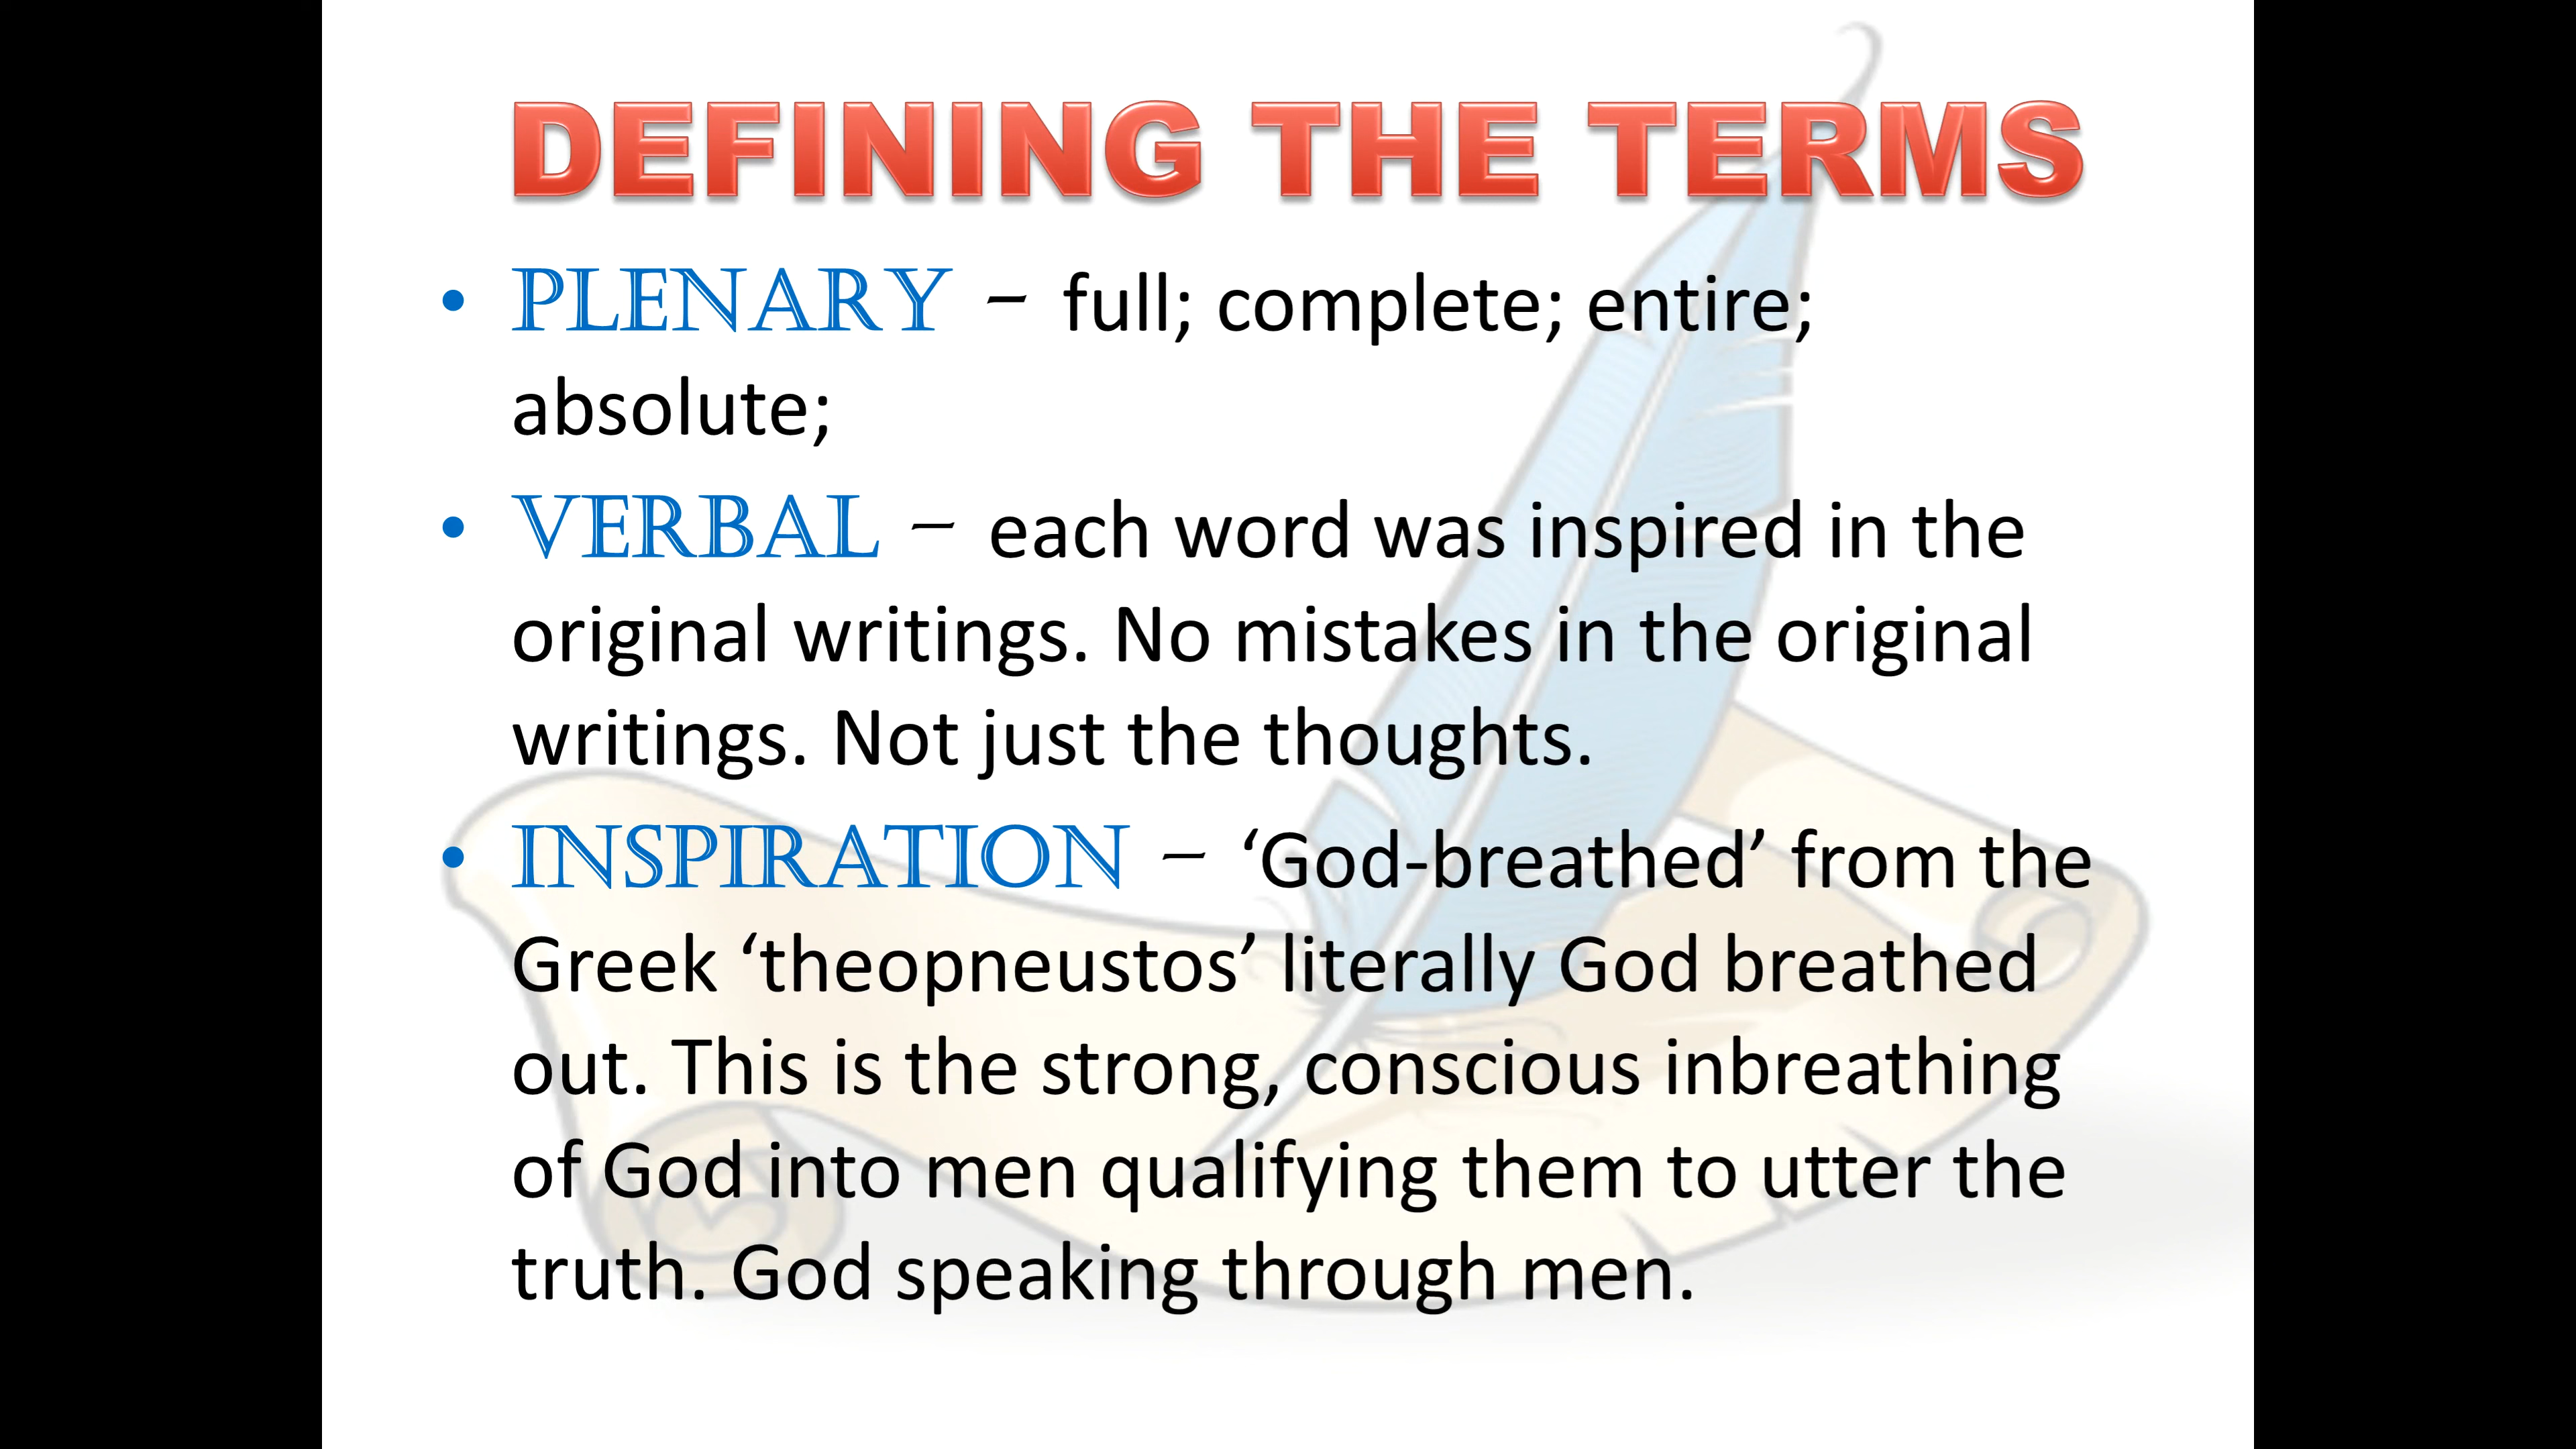 DEFINING THE TERMS
• PLENARY – full; complete; entire;
absolute;
• VERBAL – each word was inspired in the
original writings. No mistakes in the original
writings. Not just the thoughts.
• INSPIRATION – ‘God-breathed’ from the
Greek ‘theopneustos’ literally God breathed
out. This is the strong, conscious inbreathing
of God into men qualifying them to utter the
truth. God speaking through men.